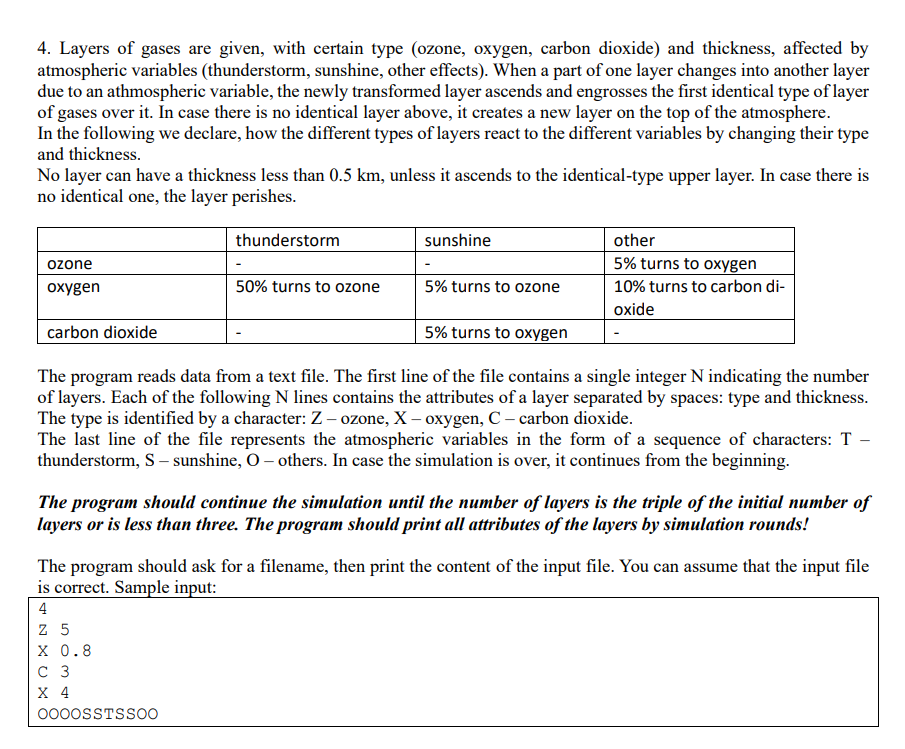 4. Layers of gases are given, with certain type (ozone, oxygen, carbon dioxide) and thickness, affected by
atmospheric variables (thunderstorm, sunshine, other effects). When a part of one layer changes into another layer
due to an athmospheric variable, the newly transformed layer ascends and engrosses the first identical type of layer
of gases over it. In case there is no identical layer above, it creates a new layer on the top of the atmosphere.
In the following we declare, how the different types of layers react to the different variables by changing their type
and thickness.
No layer can have a thickness less than 0.5 km, unless it ascends to the identical-type upper layer. In case there is
no identical one, the layer perishes.
thunderstorm sunshine other
ozone - - 5% turns to oxygen
oxygen 50% turns to ozone 5% turns to ozone 10% turns to carbon di-
oxide
carbon dioxide - 5% turns to oxygen -
The program reads data from a text file. The first line of the file contains a single integer N indicating the number
of layers. Each of the following N lines contains the attributes of a layer separated by spaces: type and thickness.
The type is identified by a character: Z – ozone, X – oxygen, C – carbon dioxide.
The last line of the file represents the atmospheric variables in the form of a sequence of characters: T –
thunderstorm, S – sunshine, O – others. In case the simulation is over, it continues from the beginning.
The program should continue the simulation until the number of layers is the triple of the initial number of
layers or is less than three. The program should print all attributes of the layers by simulation rounds!
The program should ask for a filename, then print the content of the input file. You can assume that the input file
is correct. Sample input:
4
Z 5
X 0.8
C 3
X 4
OOOOSSTSSOO